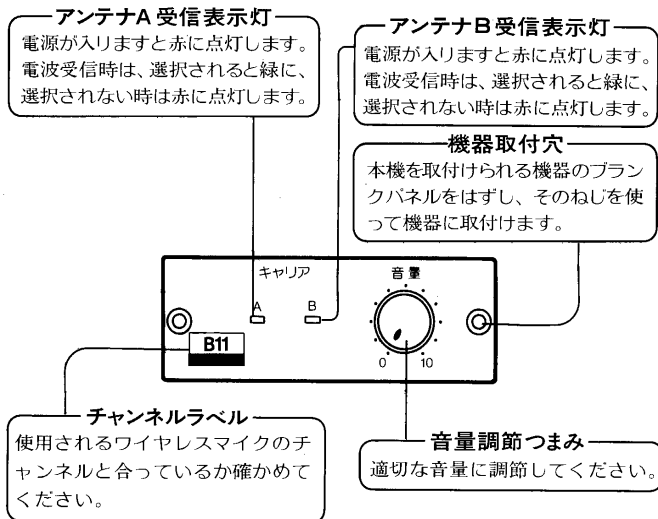 アンテナA 受信表示灯
電源が入りますと赤に点灯します。
電波受信時は、選択されると緑に、
選択されない時は赤に点灯します。
アンテナB 受信表示灯
電源が入りますと赤に点灯します。
電波受信時は、選択されると緑に、
選択されない時は赤に点灯します。
機器取付穴
本機を取付けられる機器のブラン
クパネルをはずし、そのねじを使
って機器に取付けます。
キャリア
音量
A
B
B11
0
10
チャンネルラベル
使用されるワイヤレスマイクのチ
ャンネルと合っているか確かめて
ください。
音量調節つまみ
適切な音量に調節してください。